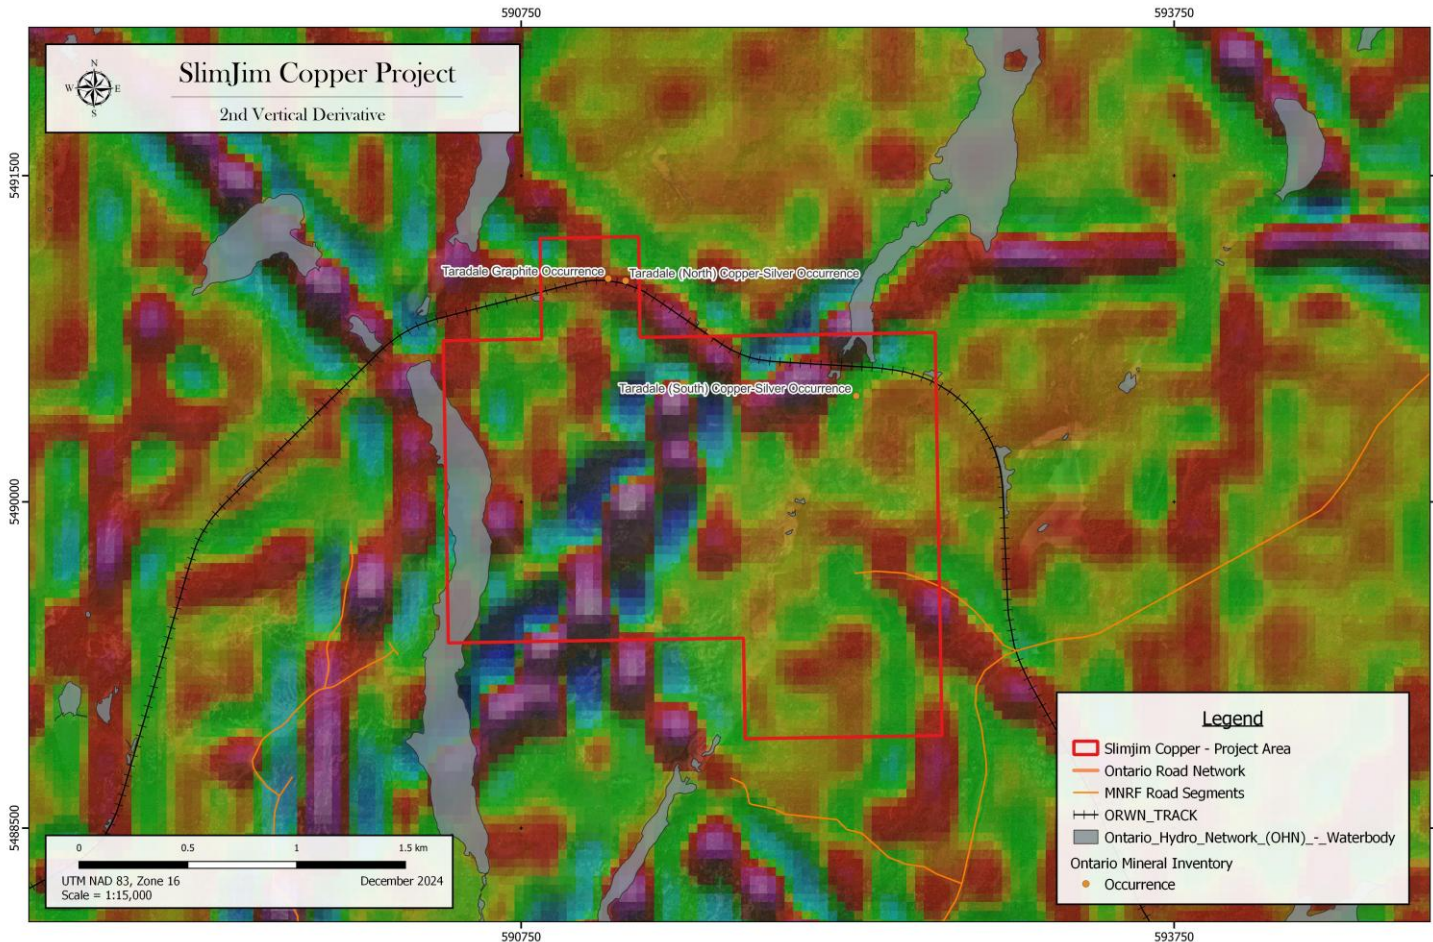 590750
593750
N
W E
S
SlimJim Copper Project
2nd Vertical Derivative
5491500
Taradale Graphite Occurrence
Taradale (North) Copper-Silver Occurrence
Taradale (South) Copper-Silver Occurrence
5490000
5488500
Legend
Slimjim Copper - Project Area
Ontario Road Network
MNRF Road Segments
ORWN_TRACK
Ontario_Hydro_Network_(OHN)_-_Waterbody
Ontario Mineral Inventory
Occurrence
0 0.5 1 1.5 km
UTM NAD 83, Zone 16 December 2024
Scale = 1:15,000
590750
593750